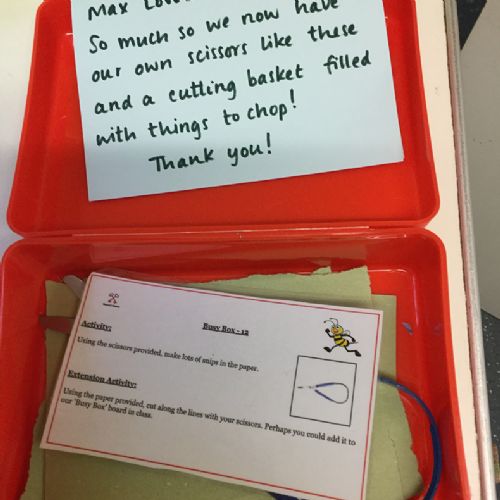 Max Lov
So much so we now have
our own scissors like these
and a cutting basket filled
with things to chop!
Thank you!
Busy Box - 12
Activity:
Using the scissors provided, make lots of snips in the paper.
Extension Activity:
Using the paper provided, cut along the lines with your scissors. Perhaps you could add it to
our 'Busy Box' board in class.